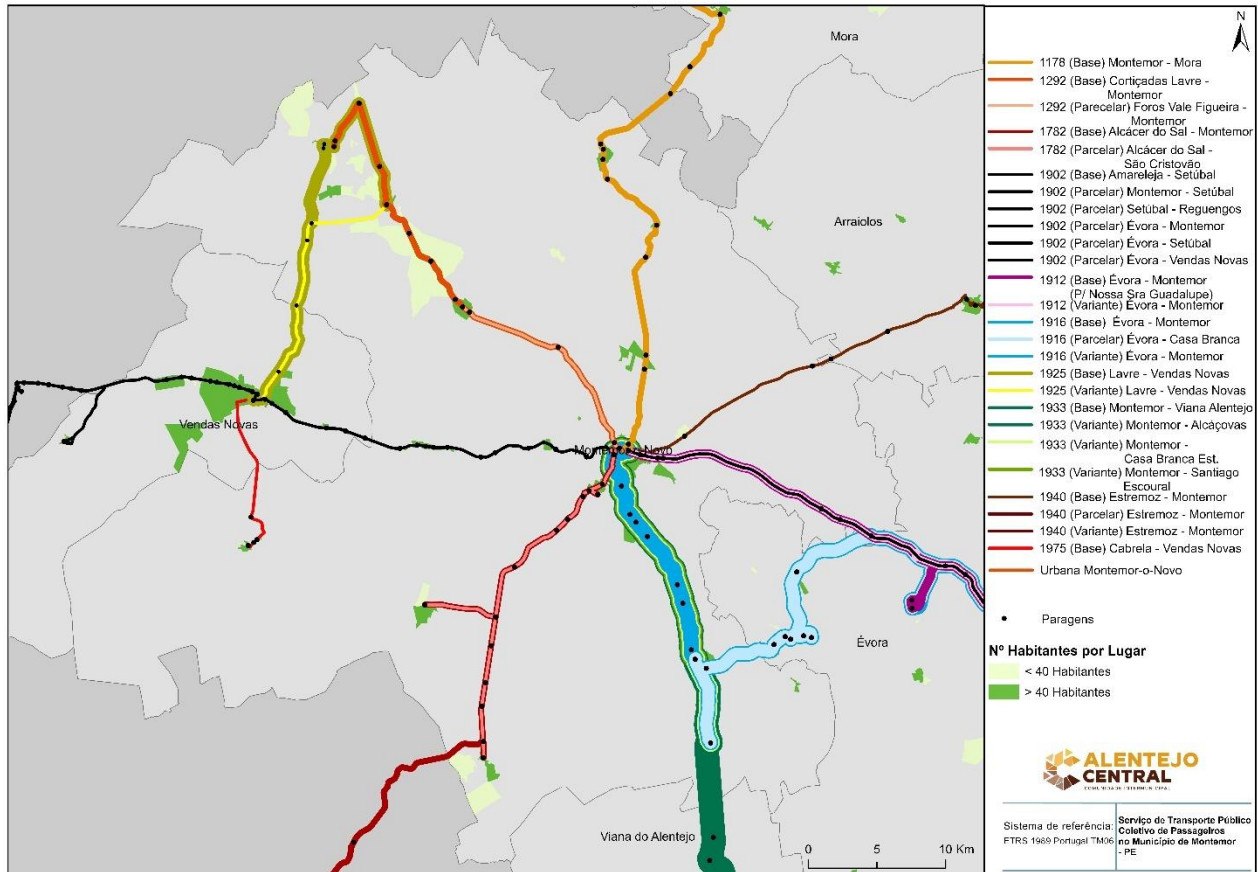 N
Mora
Arraiolos
Vendas Novas
Montemor-o-Novo
Évora
Viana do Alentejo
0 5 10 Km
1178 (Base) Montemor - Mora
1292 (Base) Cortiçadas Lavre -
Montemor
1292 (Parecelar) Foros Vale Figueira -
Montemor
1782 (Base) Alcácer do Sal - Montemor
1782 (Parcelar) Alcácer do Sal -
São Cristovão
1902 (Base) Amareleja - Setúbal
1902 (Parcelar) Montemor - Setúbal
1902 (Parcelar) Setúbal - Reguengos
1902 (Parcelar) Évora - Montemor
1902 (Parcelar) Évora - Setúbal
1902 (Parcelar) Évora - Vendas Novas
1912 (Base) Évora - Montemor
(P/ Nossa Sra Guadalupe)
1912 (Variante) Évora - Montemor
1916 (Base) Évora - Montemor
1916 (Parcelar) Évora - Casa Branca
1916 (Variante) Évora - Montemor
1925 (Base) Lavre - Vendas Novas
1925 (Variante) Lavre - Vendas Novas
1933 (Base) Montemor - Viana Alentejo
1933 (Variante) Montemor - Alcáçovas
1933 (Variante) Montemor -
Casa Branca Est.
1933 (Variante) Montemor - Santiago
Escoural
1940 (Base) Estremoz - Montemor
1940 (Parcelar) Estremoz - Montemor
1940 (Variante) Estremoz - Montemor
1975 (Base) Cabrela - Vendas Novas
Urbana Montemor-o-Novo
Paragens
Nº Habitantes por Lugar
< 40 Habitantes
> 40 Habitantes
ALENTEJO
CENTRAL
COMUNIDADE INTERMUNICIPAL
Sistema de referência:
ETRS 1989 Portugal TM06
Serviço de Transporte Público
Coletivo de Passageiros
no Município de Montemor
- PE